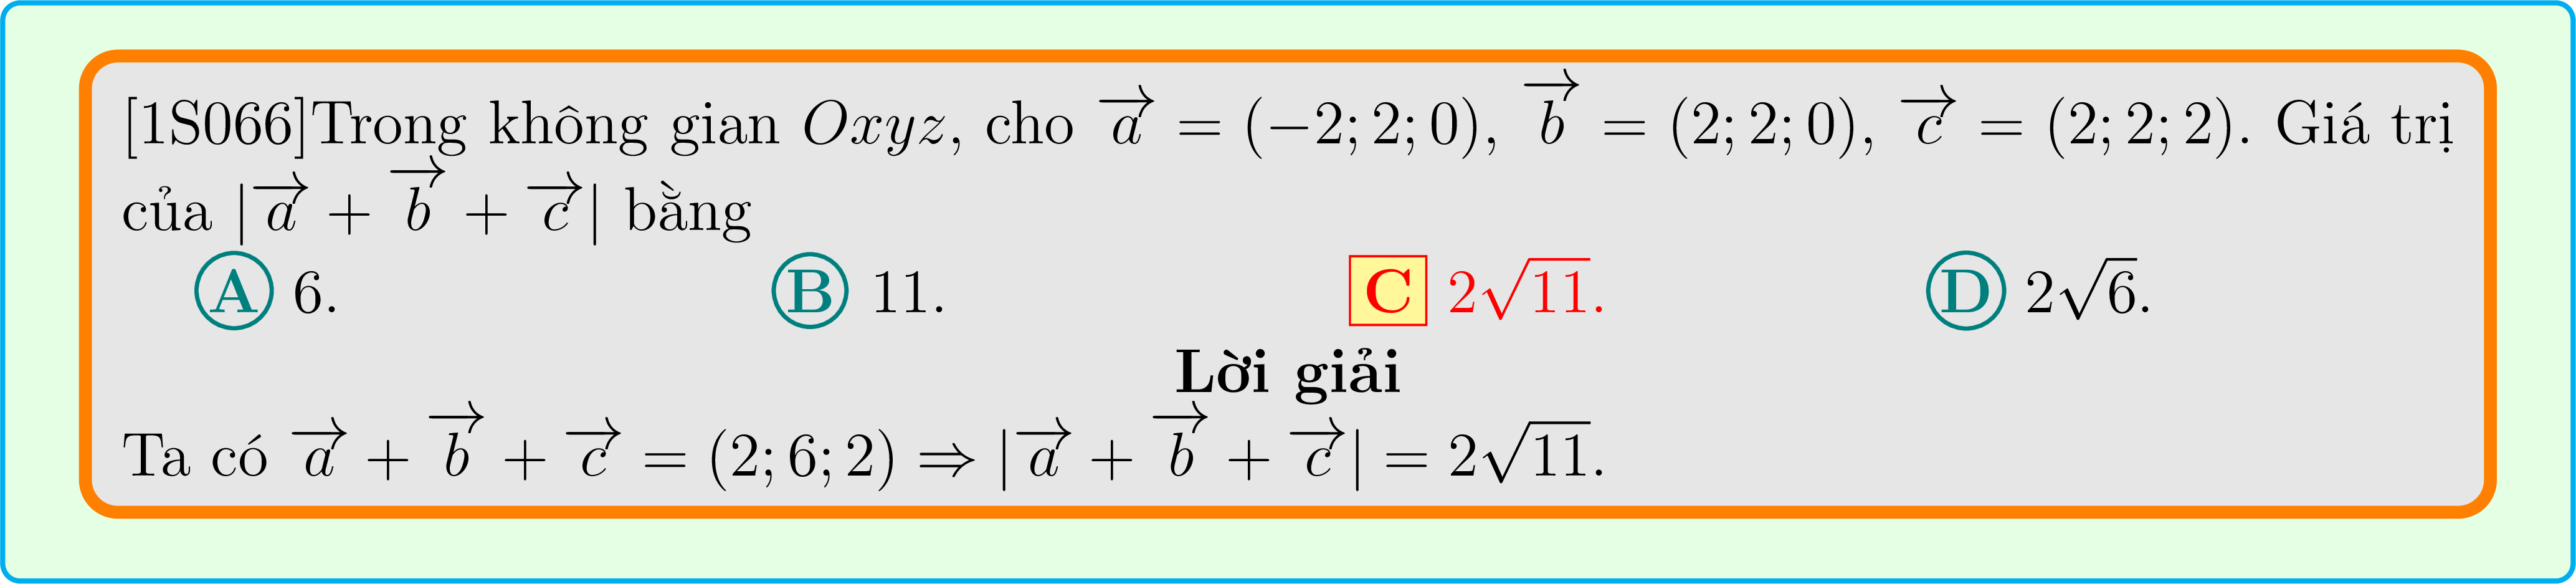 [1S066]Trong không gian $Oxyz$, cho $\overrightarrow{a} = (-2; 2; 0)$, $\overrightarrow{b} = (2; 2; 0)$, $\overrightarrow{c} = (2; 2; 2)$. Giá trị
của $|\overrightarrow{a} + \overrightarrow{b} + \overrightarrow{c}|$ bằng
A 6. B 11. C $2\sqrt{11}$. D $2\sqrt{6}$.
Lời giải
Ta có $\overrightarrow{a} + \overrightarrow{b} + \overrightarrow{c} = (2; 6; 2) \Rightarrow |\overrightarrow{a} + \overrightarrow{b} + \overrightarrow{c}| = 2\sqrt{11}$.